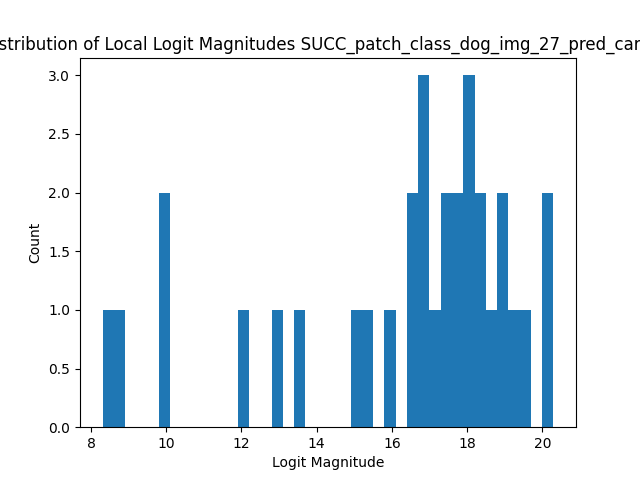 stribution of Local Logit Magnitudes SUCC_patch_class_dog_img_27_pred_car
3.0
2.5
2.0
1.5
1.0
0.5
0.0
Count
8 10 12 14 16 18 20
Logit Magnitude